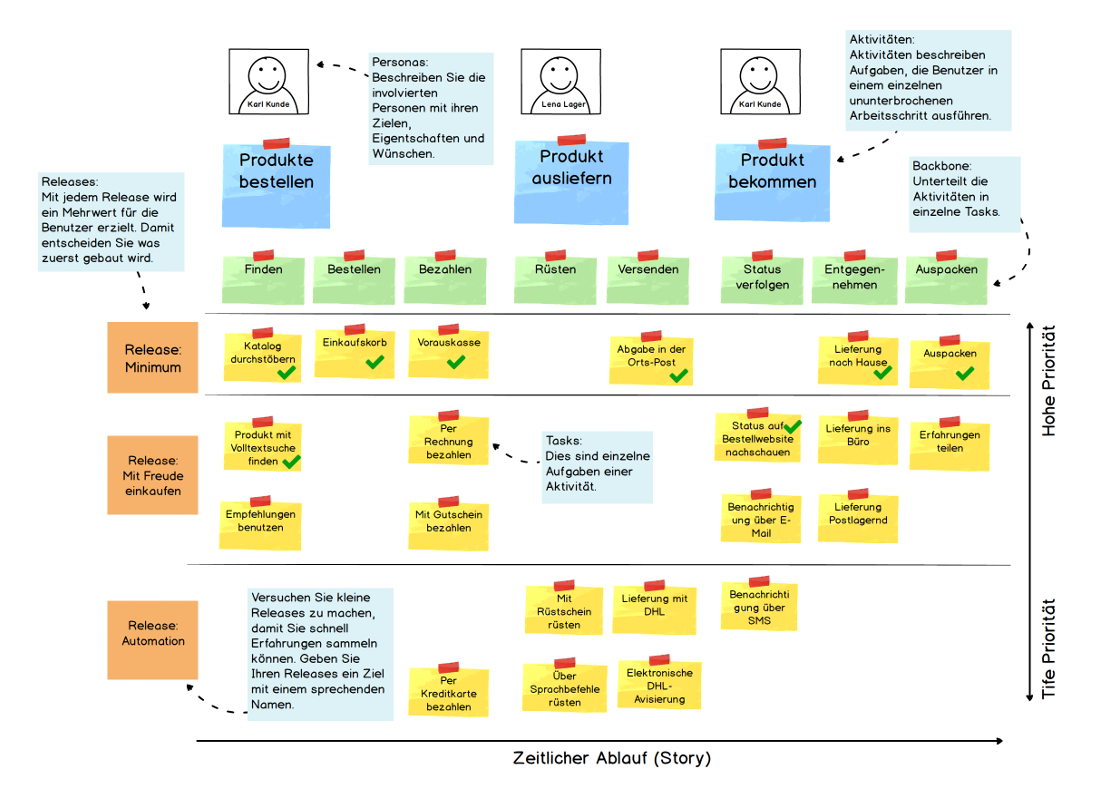 Karl Kunde
Personas:
Beschreiben Sie die
involvierten
Personen mit ihren
Zielen,
Eigentschaften und
Wünschen.
Lena Lager
Karl Kunde
Aktivitäten:
Aktivitäten beschreiben
Aufgaben, die Benutzer in
einem einzelnen
ununterbrochenen
Arbeitsschritt ausführen.
Produkte
bestellen
Produkt
ausliefern
Produkt
bekommen
Backbone:
Unterteilt die
Aktivitäten in
einzelne Tasks.
Releases:
Mit jedem Release wird
ein Mehrwert für die
Benutzer erzielt. Damit
entscheiden Sie was
zuerst gebaut wird.
Finden
Bestellen
Bezahlen
Rüsten
Versenden
Status
verfolgen
Entgegen-
nehmen
Auspacken
Release:
Minimum
Katalog
durchstöbern
Einkaufskorb
Vorauskasse
Abgabe in der
Orts-Post
Lieferung
nach Hause
Auspacken
Hohe Priorität
Release:
Mit Freude
einkaufen
Produkt mit
Volltextsuche
finden
Per
Rechnung
bezahlen
Tasks:
Dies sind einzelne
Aufgaben einer
Aktivität.
Status auf
Bestellwebsite
nachschauen
Lieferung ins
Büro
Erfahrungen
teilen
Empfehlungen
benutzen
Mit Gutschein
bezahlen
Benachrichtig
ung über E-
Mail
Lieferung
Postlagernd
Release:
Automation
Versuchen Sie kleine
Releases zu machen,
damit Sie schnell
Erfahrungen sammeln
können. Geben Sie
Ihren Releases ein Ziel
mit einem sprechenden
Namen.
Mit
Rüstschein
rüsten
Lieferung mit
DHL
Benachrichti
gung über
SMS
Per
Kreditkarte
bezahlen
Über
Sprachbefehle
rüsten
Elektronische
DHL-
Avisierung
Tife Priorität
Zeitlicher Ablauf (Story)